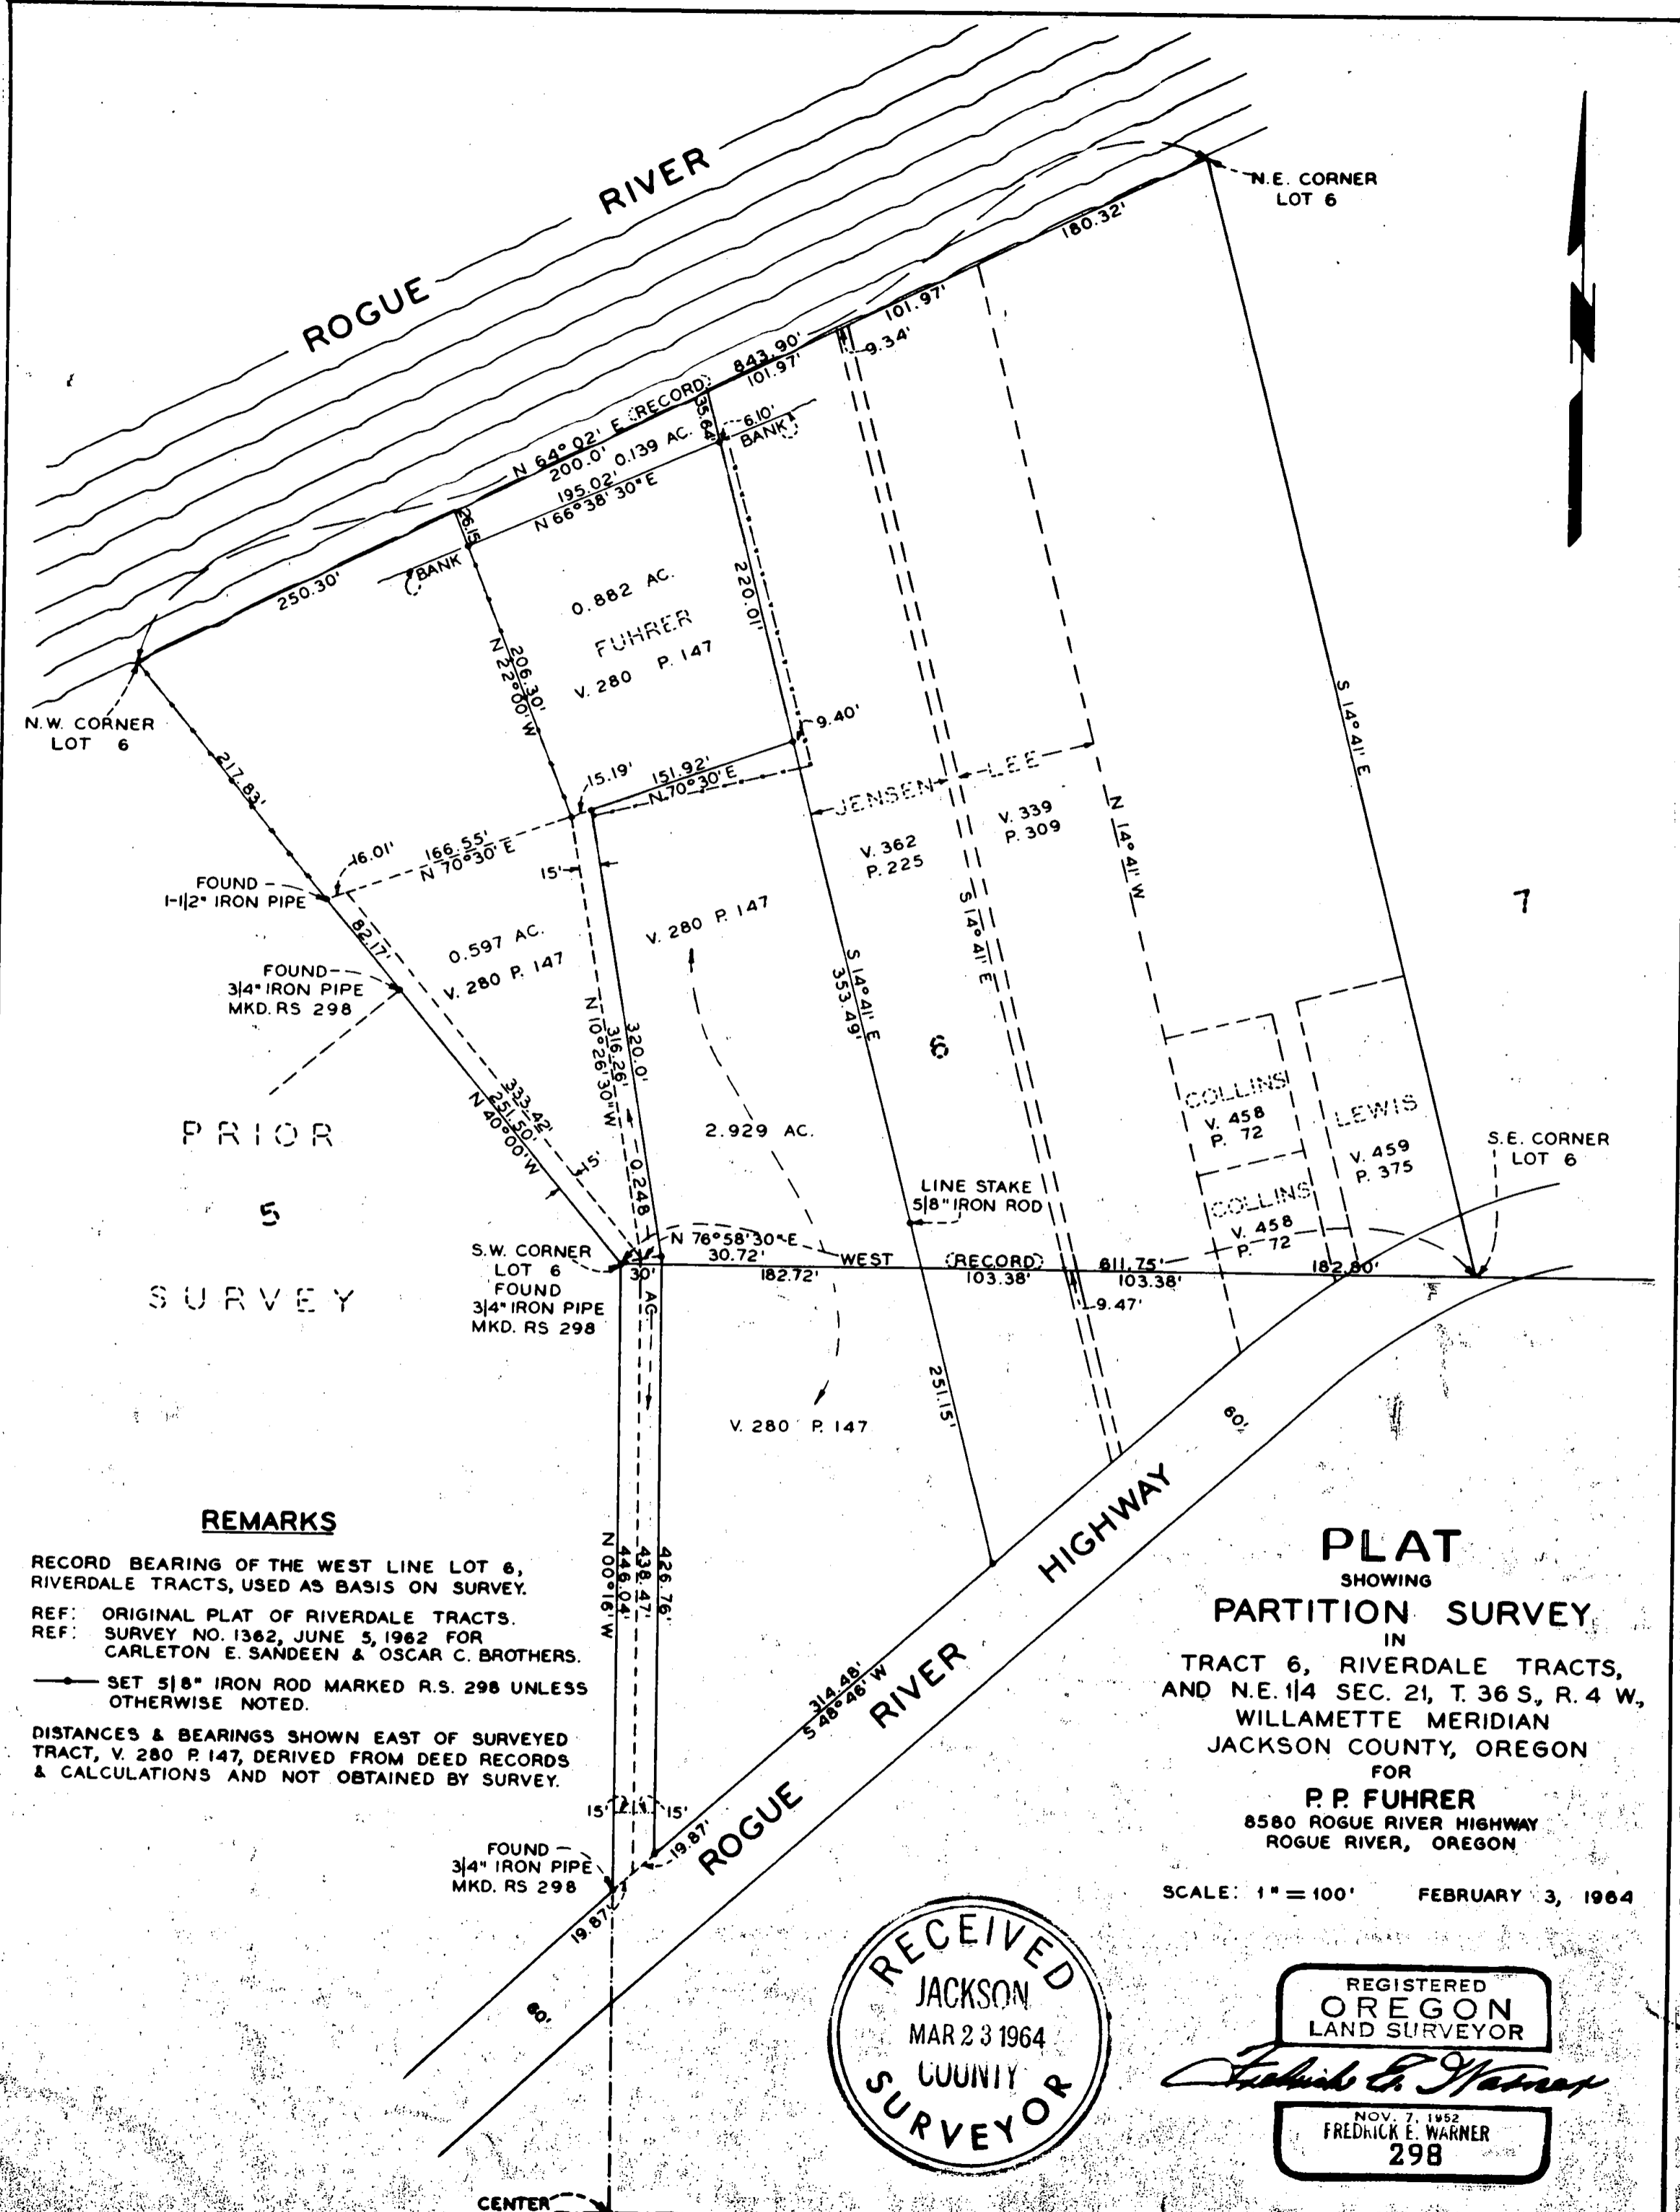 ROGUE RIVER
N.E. CORNER
LOT 6
180.32'
101.97'
9.34'
843.90'
101.97'
N 64° 02' E (RECORD)
200.0'
0.139 AC.
35.64'
6.10'
BANK
195.02'
N 66° 38' 30" E
26.15
BANK
250.30'
N.W. CORNER
LOT 6
0.882 AC.
FUHRER
V. 280 P. 147
220.01'
206.30'
N 22° 00' W
9.40'
S 14° 41' E
217.83'
15.19'
151.92'
N 70° 30' E
JENSEN
LEE
V. 362
P. 225
V. 339
P. 309
N 14° 41' W
16.01'
166.55'
N 70° 30' E
15'
FOUND
1-1/2" IRON PIPE
82.17'
7
0.597 AC.
V. 280 P. 147
V. 280 P. 147
S 14° 41' E
FOUND
3/4" IRON PIPE
MKD. RS 298
S 14° 41' E
353.49'
N 10° 26' 30" W
316.26'
320.0'
6
333.42'
251.50'
N 40° 00' W
15'
PRIOR
5
SURVEY
2.929 AC.
COLLINS
V. 458
P. 72
LEWIS
V. 459
P. 375
S.E. CORNER
LOT 6
COLLINS
V. 458
P. 72
LINE STAKE
5/8" IRON ROD
0.248
AC.
S.W. CORNER
LOT 6
FOUND
3/4" IRON PIPE
MKD. RS 298
N 76° 58' 30" E
30.72'
30'
182.72'
WEST (RECORD) 611.75'
103.38'
103.38'
182.80'
9.47'
251.15'
V. 280 P. 147
60'
N 00° 16' W
446.04'
438.47'
426.76'
314.48'
S 48° 46' W
ROGUE RIVER HIGHWAY
15'
15'
19.87'
FOUND
3/4" IRON PIPE
MKD. RS 298
19.87'
60'
CENTER
REMARKS
RECORD BEARING OF THE WEST LINE LOT 6,
RIVERDALE TRACTS, USED AS BASIS ON SURVEY.
REF: ORIGINAL PLAT OF RIVERDALE TRACTS.
REF: SURVEY NO. 1362, JUNE 5, 1962 FOR
CARLETON E. SANDEEN & OSCAR C. BROTHERS.
SET 5/8" IRON ROD MARKED R.S. 298 UNLESS
OTHERWISE NOTED.
DISTANCES & BEARINGS SHOWN EAST OF SURVEYED
TRACT, V. 280 P. 147, DERIVED FROM DEED RECORDS
& CALCULATIONS AND NOT OBTAINED BY SURVEY.
PLAT
SHOWING
PARTITION SURVEY
IN
TRACT 6, RIVERDALE TRACTS,
AND N.E. 1/4 SEC. 21, T. 36 S., R. 4 W.,
WILLAMETTE MERIDIAN
JACKSON COUNTY, OREGON
FOR
P. P. FUHRER
8580 ROGUE RIVER HIGHWAY
ROGUE RIVER, OREGON
SCALE: 1" = 100' FEBRUARY 3, 1964
RECEIVED
JACKSON
MAR 23 1964
COUNTY
SURVEYOR
REGISTERED
OREGON
LAND SURVEYOR
Fredrick E. Warner
NOV. 7, 1952
FREDRICK E. WARNER
298